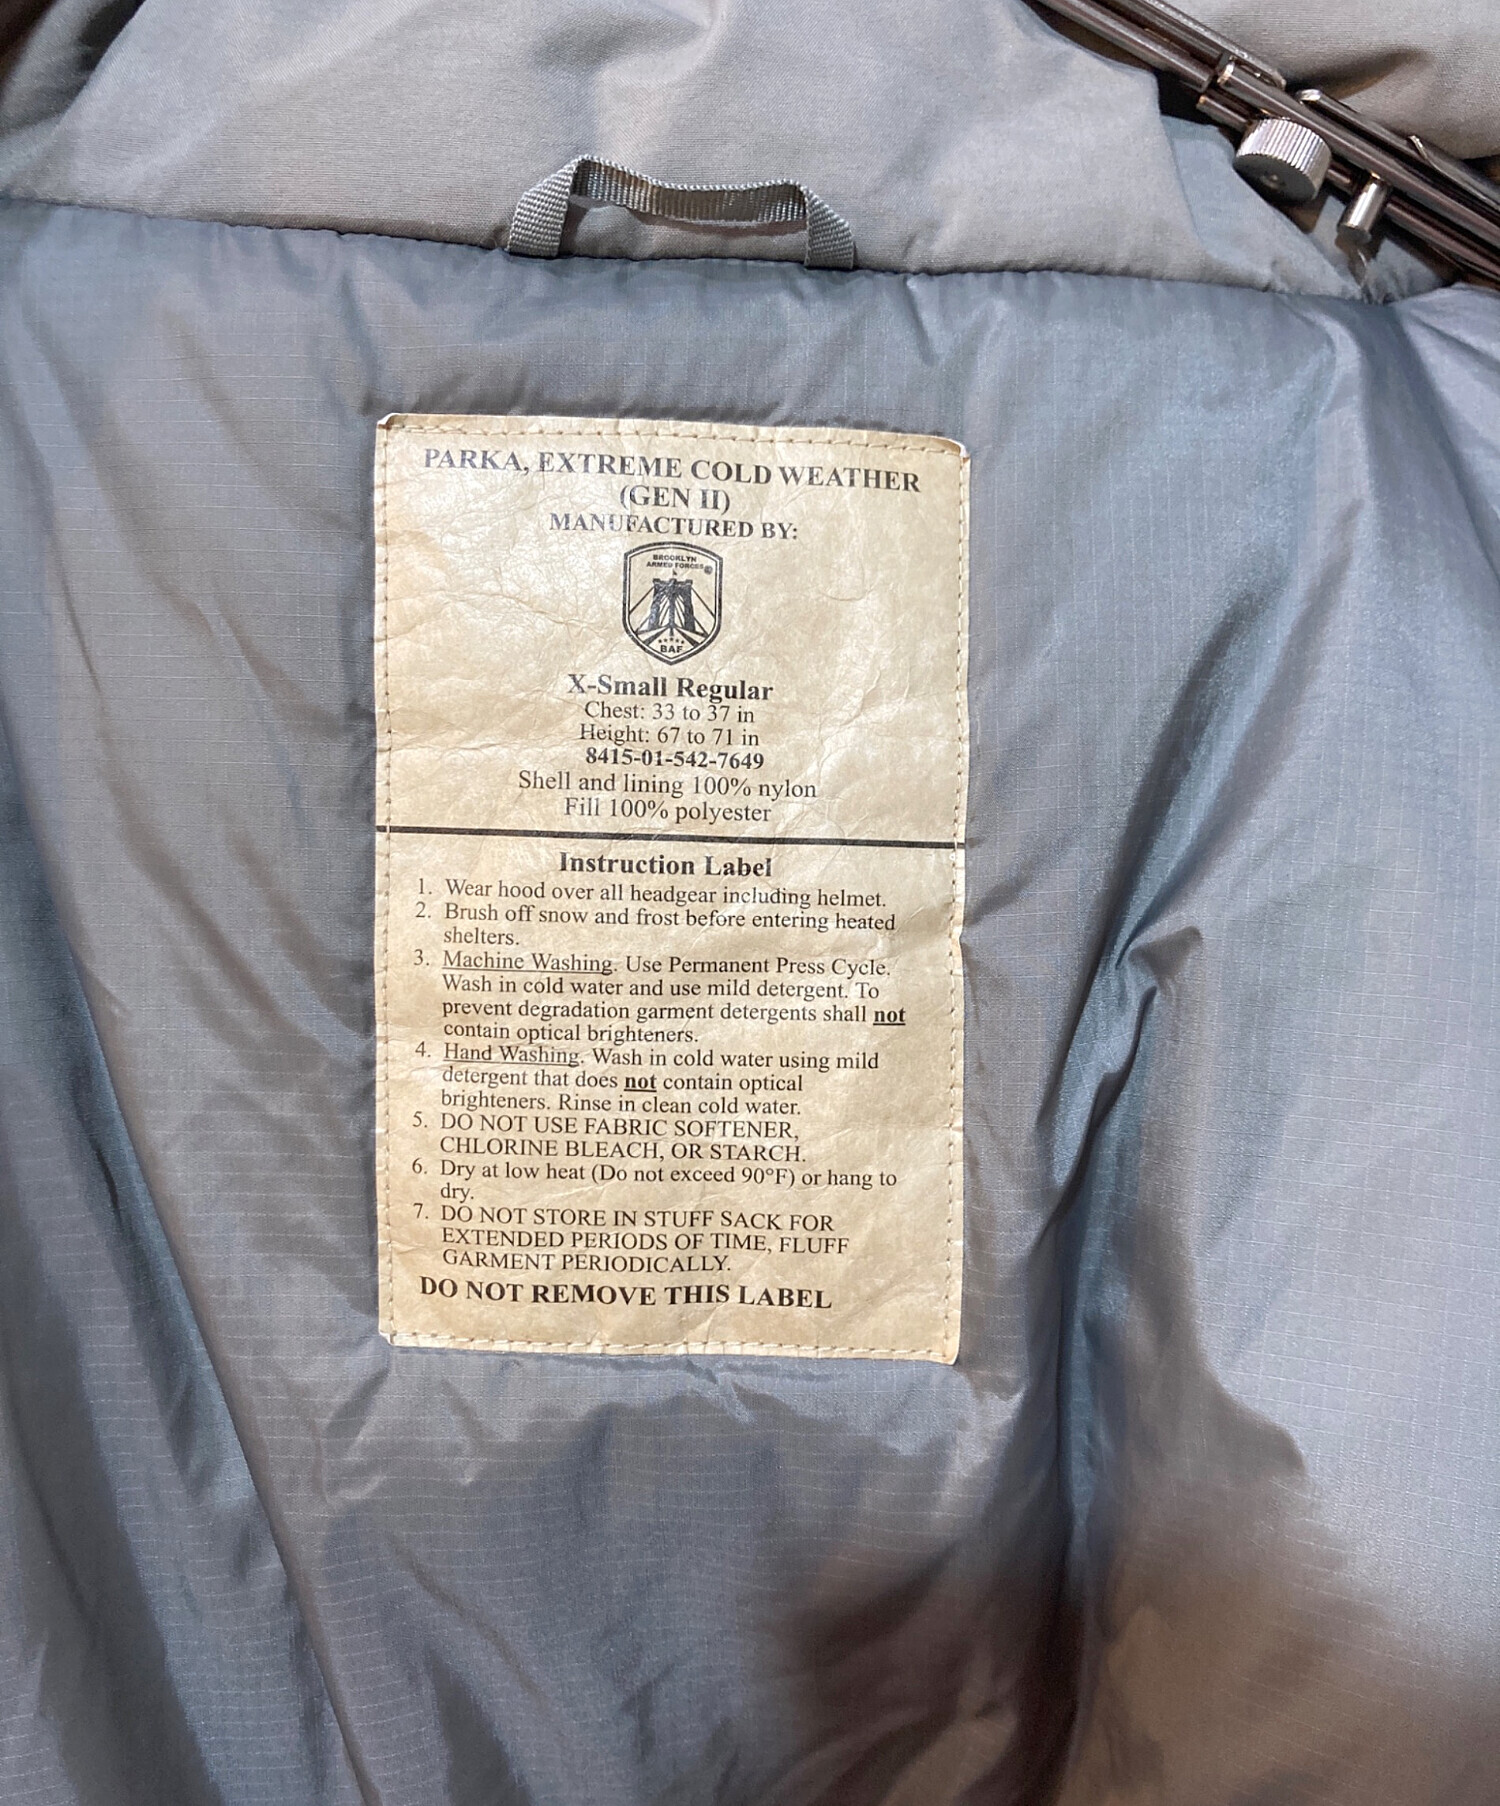 PARKA, EXTREME COLD WEATHER
(GEN II)
MANUFACTURED BY:
BROOKLYN
ARMED FORCES©
BAF
X-Small Regular
Chest: 33 to 37 in
Height: 67 to 71 in
8415-01-542-7649
Shell and lining 100% nylon
Fill 100% polyester
Instruction Label
1. Wear hood over all headgear including helmet.
2. Brush off snow and frost before entering heated
shelters.
3. Machine Washing. Use Permanent Press Cycle.
Wash in cold water and use mild detergent. To
prevent degradation garment detergents shall not
contain optical brighteners.
4. Hand Washing. Wash in cold water using mild
detergent that does not contain optical
brighteners. Rinse in clean cold water.
5. DO NOT USE FABRIC SOFTENER,
CHLORINE BLEACH, OR STARCH.
6. Dry at low heat (Do not exceed 90°F) or hang to
dry.
7. DO NOT STORE IN STUFF SACK FOR
EXTENDED PERIODS OF TIME, FLUFF
GARMENT PERIODICALLY.
DO NOT REMOVE THIS LABEL